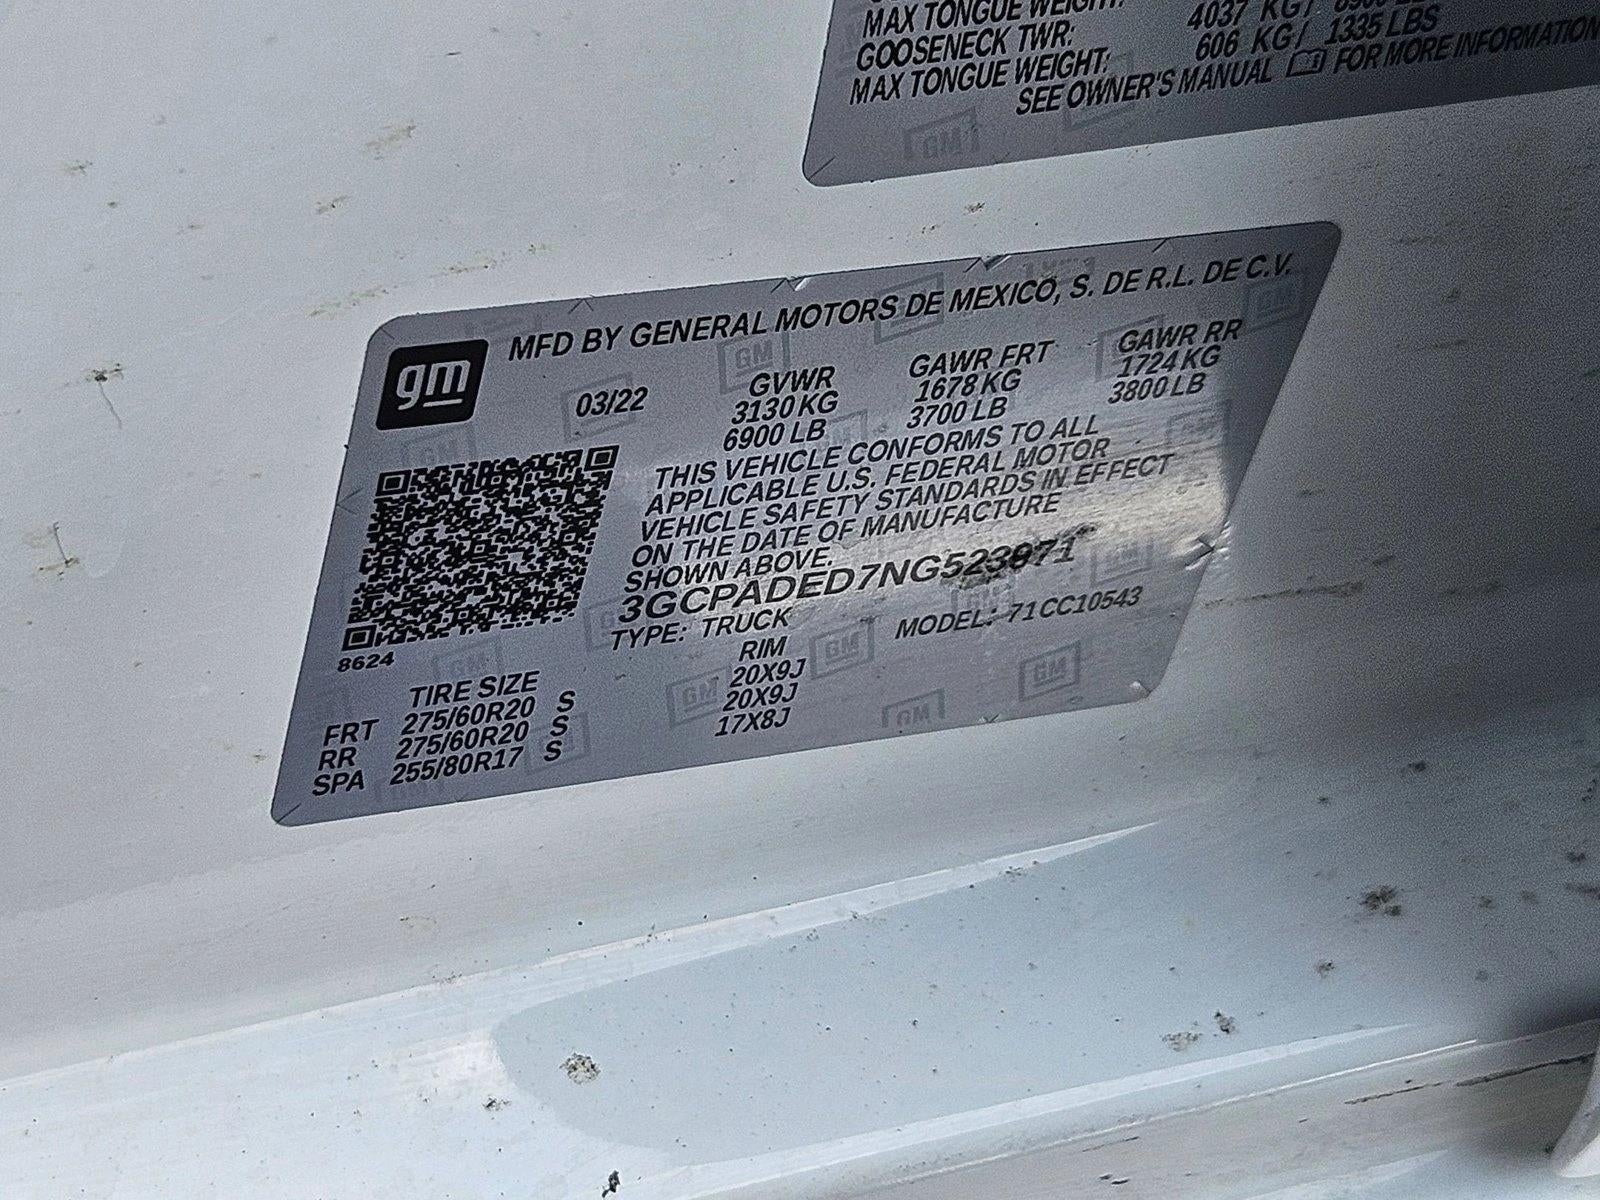 MAX TONGUE WEIGHT:
GOOSENECK TWR: 4037 KG/ 8900 LBS
MAX TONGUE WEIGHT: 606 KG/ 1335 LBS
SEE OWNER'S MANUAL FOR MORE INFORMATION
gm
MFD BY GENERAL MOTORS DE MEXICO, S. DE R.L. DE C.V.
03/22 GVWR GAWR FRT GAWR RR
3130 KG 1678 KG 1724 KG
6900 LB 3700 LB 3800 LB
THIS VEHICLE CONFORMS TO ALL
APPLICABLE U.S. FEDERAL MOTOR
VEHICLE SAFETY STANDARDS IN EFFECT
ON THE DATE OF MANUFACTURE
SHOWN ABOVE.
3GCPADED7NG523971
TYPE: TRUCK MODEL: 71CC10543
8624
TIRE SIZE RIM
FRT 275/60R20 S 20X9J
RR 275/60R20 S 20X9J
SPA 255/80R17 S 17X8J